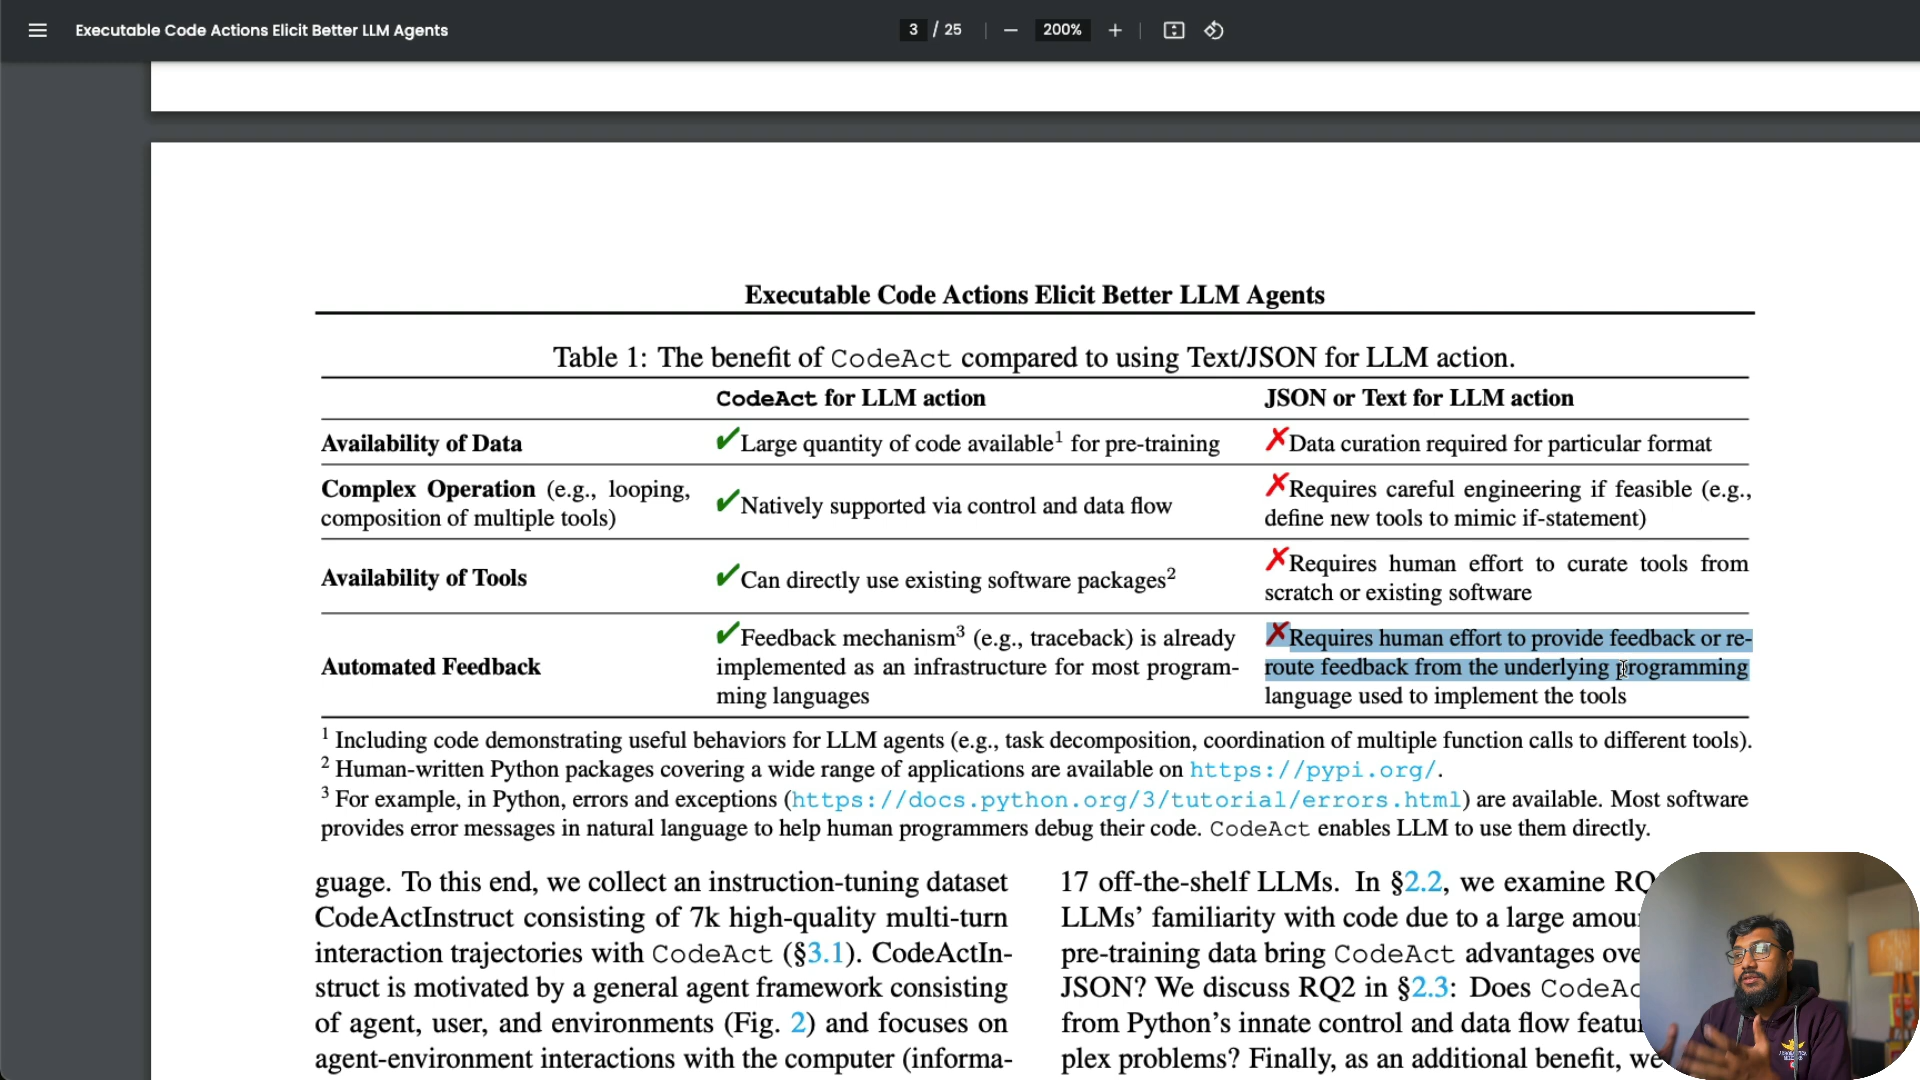 Executable Code Actions Elicit Better LLM Agents
3 / 25
200%
Executable Code Actions Elicit Better LLM Agents
Table 1: The benefit of CodeAct compared to using Text/JSON for LLM action.
CodeAct for LLM action
JSON or Text for LLM action
Availability of Data
✔Large quantity of code available1 for pre-training
✗Data curation required for particular format
Complex Operation (e.g., looping,
composition of multiple tools)
✔Natively supported via control and data flow
✗Requires careful engineering if feasible (e.g.,
define new tools to mimic if-statement)
Availability of Tools
✔Can directly use existing software packages2
✗Requires human effort to curate tools from
scratch or existing software
Automated Feedback
✔Feedback mechanism3 (e.g., traceback) is already
implemented as an infrastructure for most program-
ming languages
✗Requires human effort to provide feedback or re-
route feedback from the underlying programming
language used to implement the tools
1 Including code demonstrating useful behaviors for LLM agents (e.g., task decomposition, coordination of multiple function calls to different tools).
2 Human-written Python packages covering a wide range of applications are available on https://pypi.org/.
3 For example, in Python, errors and exceptions (https://docs.python.org/3/tutorial/errors.html) are available. Most software
provides error messages in natural language to help human programmers debug their code. CodeAct enables LLM to use them directly.
guage. To this end, we collect an instruction-tuning dataset
CodeActInstruct consisting of 7k high-quality multi-turn
interaction trajectories with CodeAct (§3.1). CodeActIn-
struct is motivated by a general agent framework consisting
of agent, user, and environments (Fig. 2) and focuses on
agent-environment interactions with the computer (informa-
17 off-the-shelf LLMs. In §2.2, we examine RQ
LLMs' familiarity with code due to a large amou
pre-training data bring CodeAct advantages ove
JSON? We discuss RQ2 in §2.3: Does CodeAc
from Python's innate control and data flow featu
plex problems? Finally, as an additional benefit, we